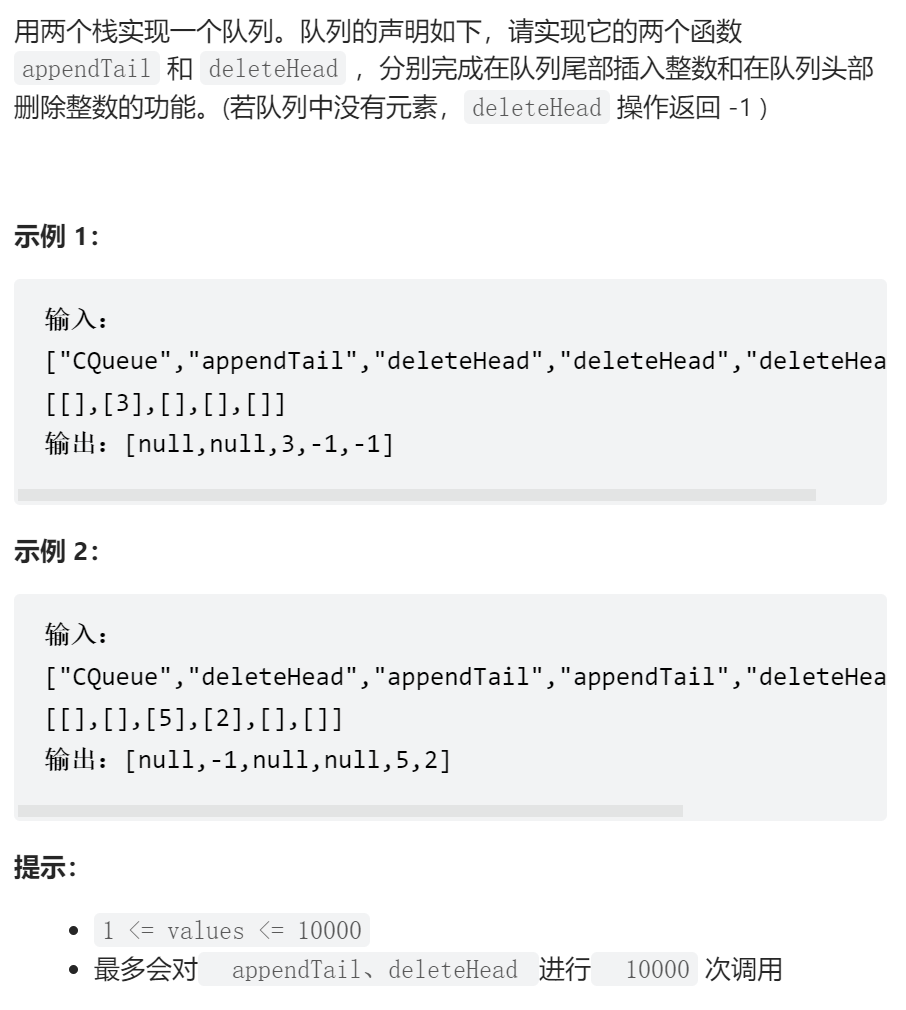 用两个栈实现一个队列。队列的声明如下，请实现它的两个函数
appendTail 和 deleteHead ，分别完成在队列尾部插入整数和在队列头部
删除整数的功能。(若队列中没有元素，deleteHead 操作返回 -1 )
示例 1：
输入：
["CQueue","appendTail","deleteHead","deleteHead","deleteHea
[[],[3],[],[],[]]
输出：[null,null,3,-1,-1]
示例 2：
输入：
["CQueue","deleteHead","appendTail","appendTail","deleteHea
[[],[],[5],[2],[],[]]
输出：[null,-1,null,null,5,2]
提示：
• 1 <= values <= 10000
• 最多会对 appendTail、deleteHead 进行 10000 次调用